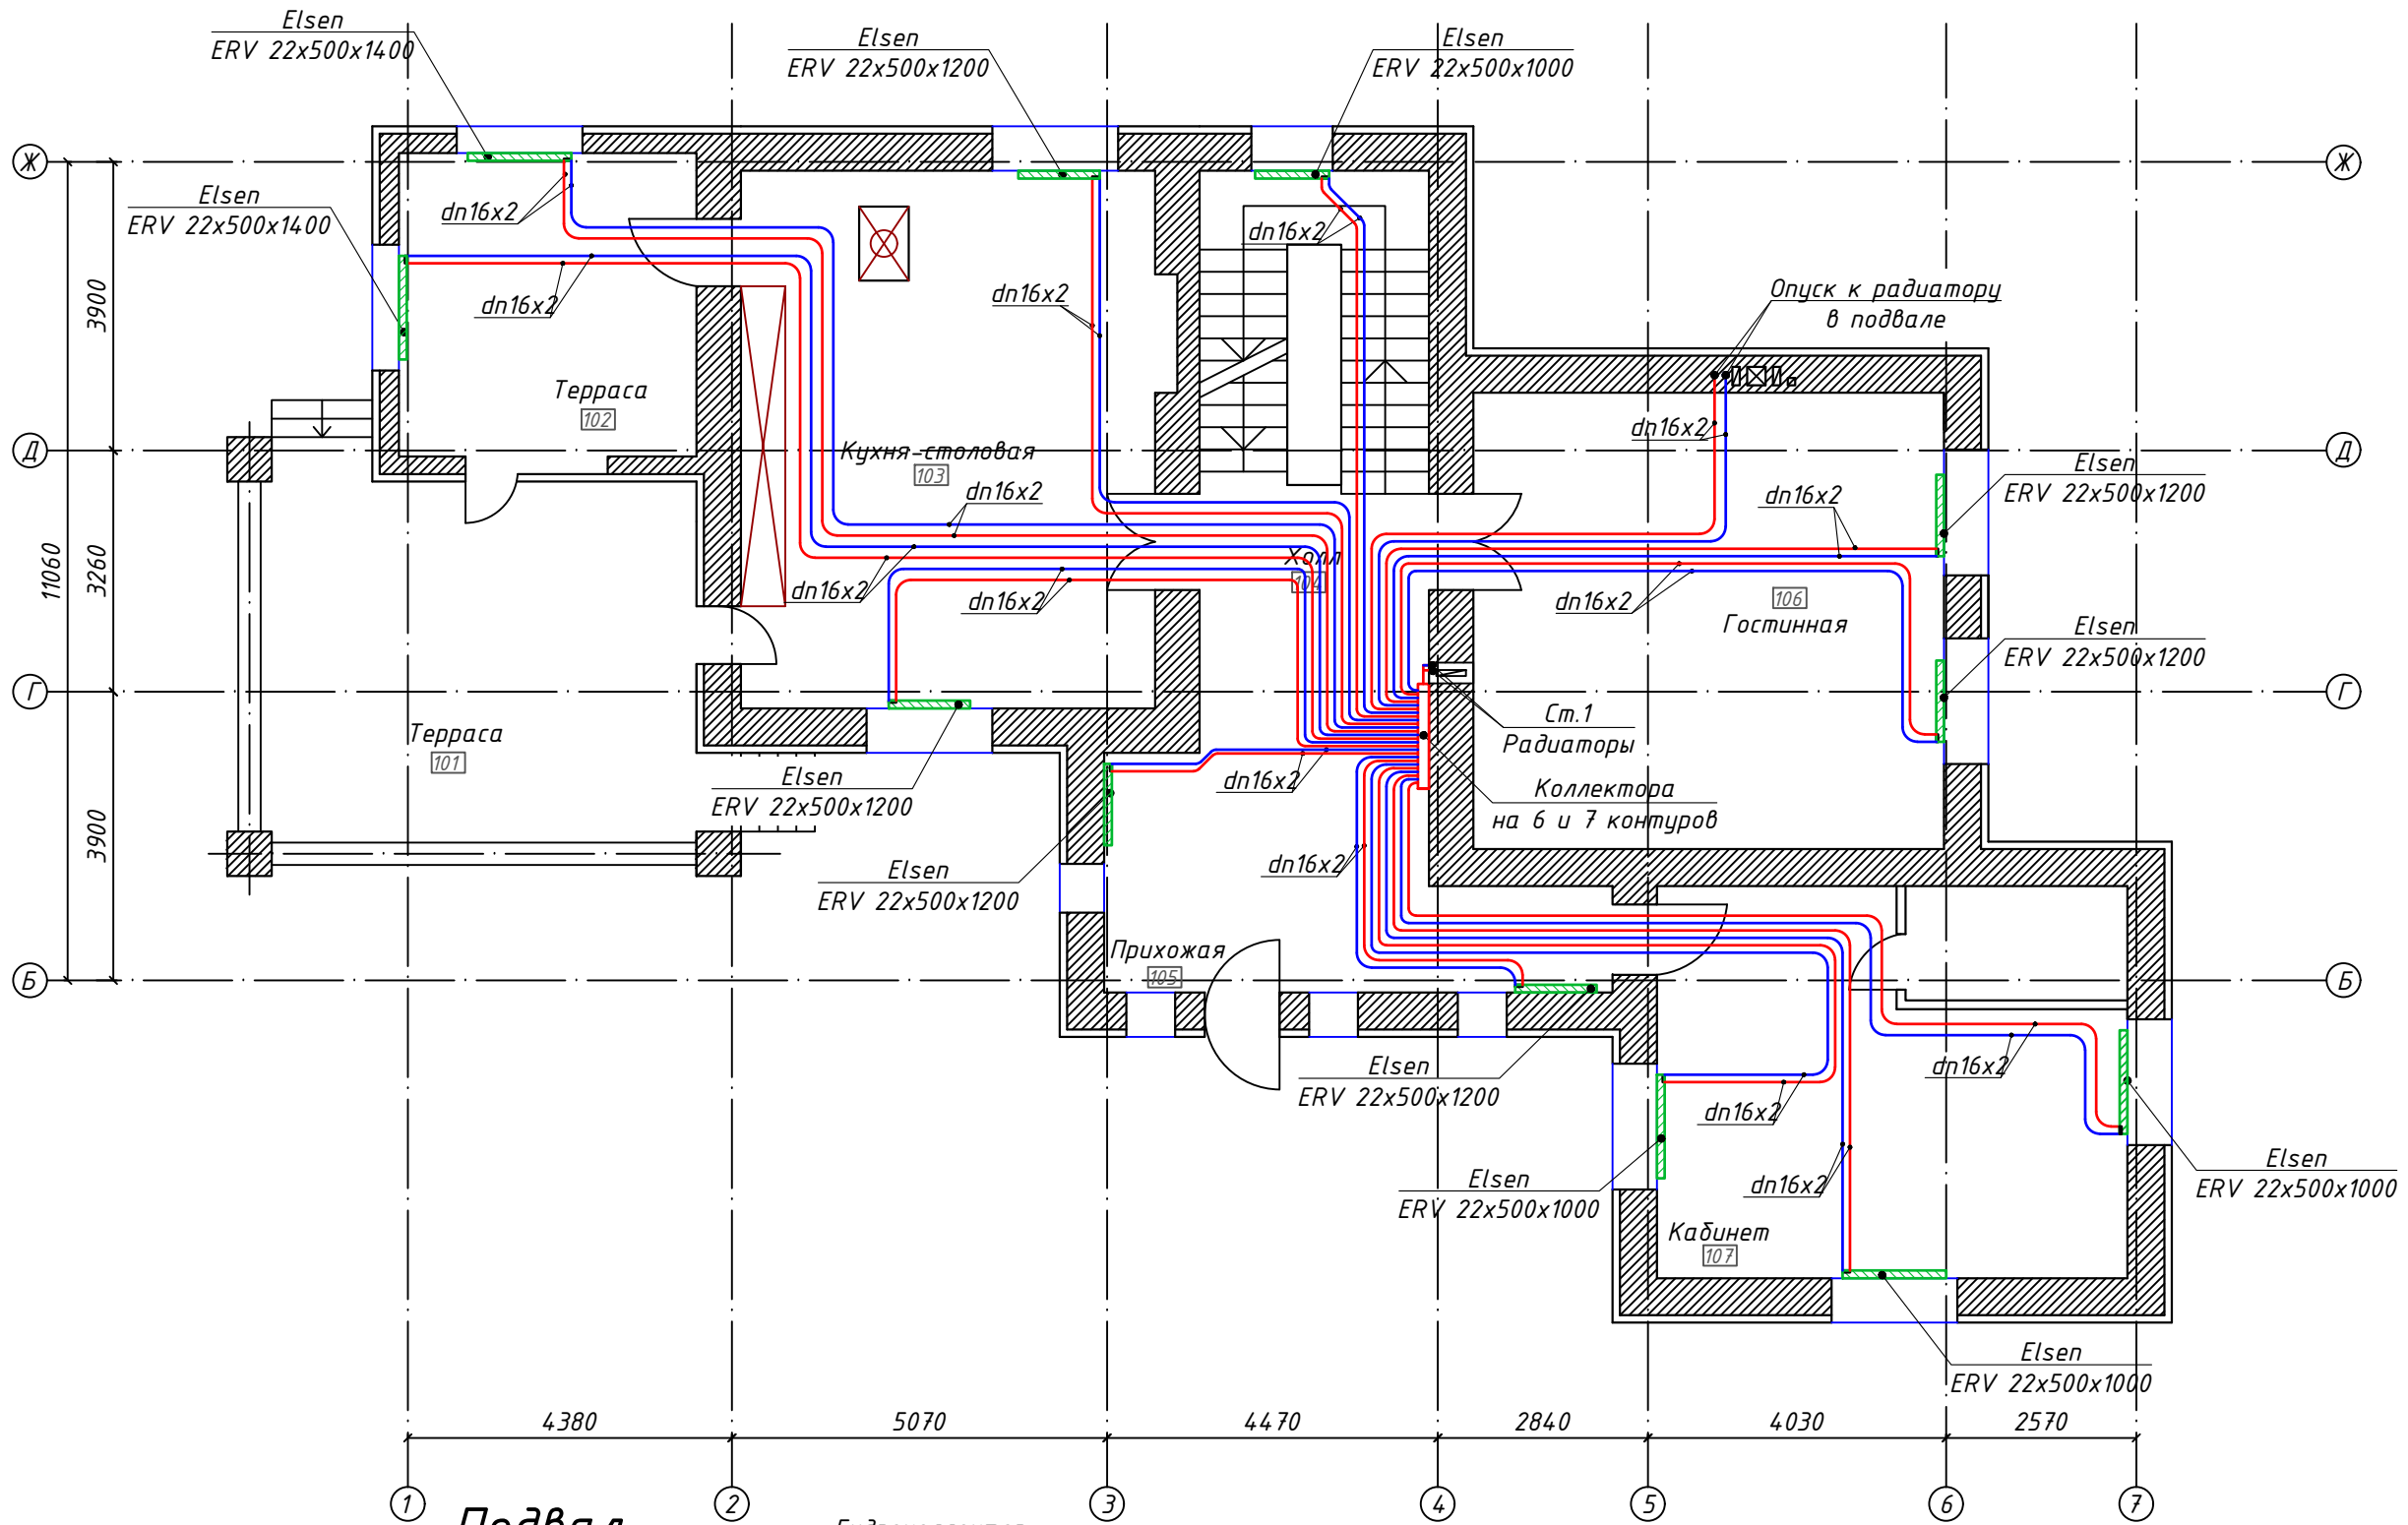 Elsen
ERV 22x500x1400
Elsen
ERV 22x500x1200
Elsen
ERV 22x500x1000
Ж
Ж
Elsen
ERV 22x500x1400
dn16x2
dn16x2
dn16x2
dn16x2
Опуск к радиатору
в подвале
3900
Терраса
102
dn16x2
Д
Д
Кухня-столовая
103
Elsen
ERV 22x500x1200
dn16x2
dn16x2
11060
3260
Холл
104
dn16x2
dn16x2
dn16x2
106
Гостинная
Elsen
ERV 22x500x1200
Г
Г
Ст.1
Радиаторы
Терраса
101
Elsen
ERV 22x500x1200
dn16x2
Коллектора
на 6 и 7 контуров
3900
Elsen
ERV 22x500x1200
dn16x2
Прихожая
105
Б
Б
Elsen
ERV 22x500x1200
dn16x2
dn16x2
Elsen
ERV 22x500x1000
dn16x2
Elsen
ERV 22x500x1000
Кабинет
107
Elsen
ERV 22x500x1000
4380
5070
4470
2840
4030
2570
1
2
3
4
5
6
7
Подвал